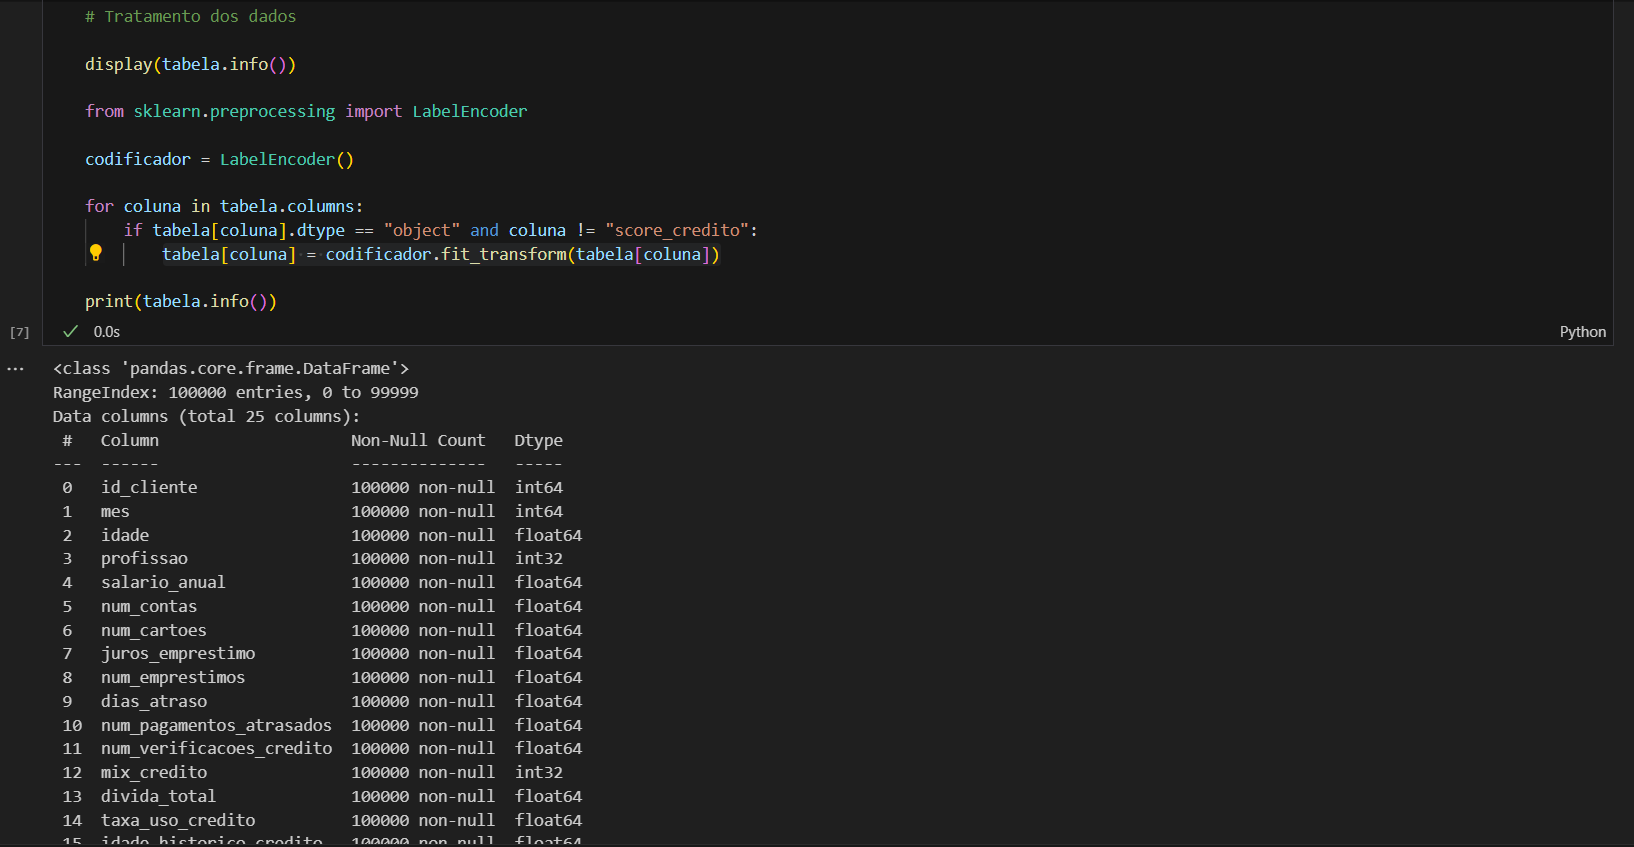 # Tratamento dos dados
display(tabela.info())
from sklearn.preprocessing import LabelEncoder
codificador = LabelEncoder()
for coluna in tabela.columns:
if tabela[coluna].dtype == "object" and coluna != "score_credito":
tabela[coluna] = codificador.fit_transform(tabela[coluna])
print(tabela.info())
[7] 0.0s Python
... <class 'pandas.core.frame.DataFrame'>
RangeIndex: 100000 entries, 0 to 99999
Data columns (total 25 columns):
# Column Non-Null Count Dtype
--- ------ -------------- -----
0 id_cliente 100000 non-null int64
1 mes 100000 non-null int64
2 idade 100000 non-null float64
3 profissao 100000 non-null int32
4 salario_anual 100000 non-null float64
5 num_contas 100000 non-null float64
6 num_cartoes 100000 non-null float64
7 juros_emprestimo 100000 non-null float64
8 num_emprestimos 100000 non-null float64
9 dias_atraso 100000 non-null float64
10 num_pagamentos_atrasados 100000 non-null float64
11 num_verificacoes_credito 100000 non-null float64
12 mix_credito 100000 non-null int32
13 divida_total 100000 non-null float64
14 taxa_uso_credito 100000 non-null float64
15 idade_historico_credito 100000 non-null float64